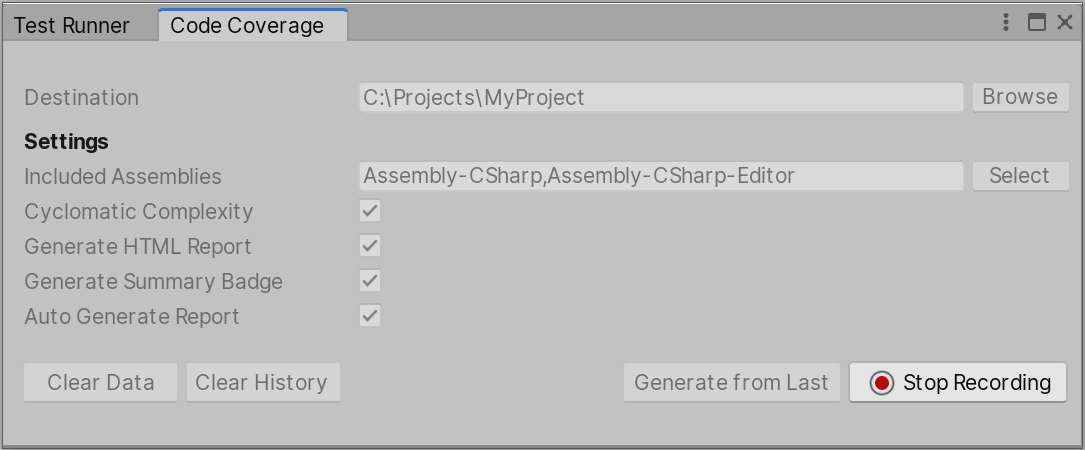 Test Runner Code Coverage
Destination C:\Projects\MyProject Browse
Settings
Included Assemblies Assembly-CSharp,Assembly-CSharp-Editor Select
Cyclomatic Complexity
Generate HTML Report
Generate Summary Badge
Auto Generate Report
Clear Data Clear History Generate from Last Stop Recording